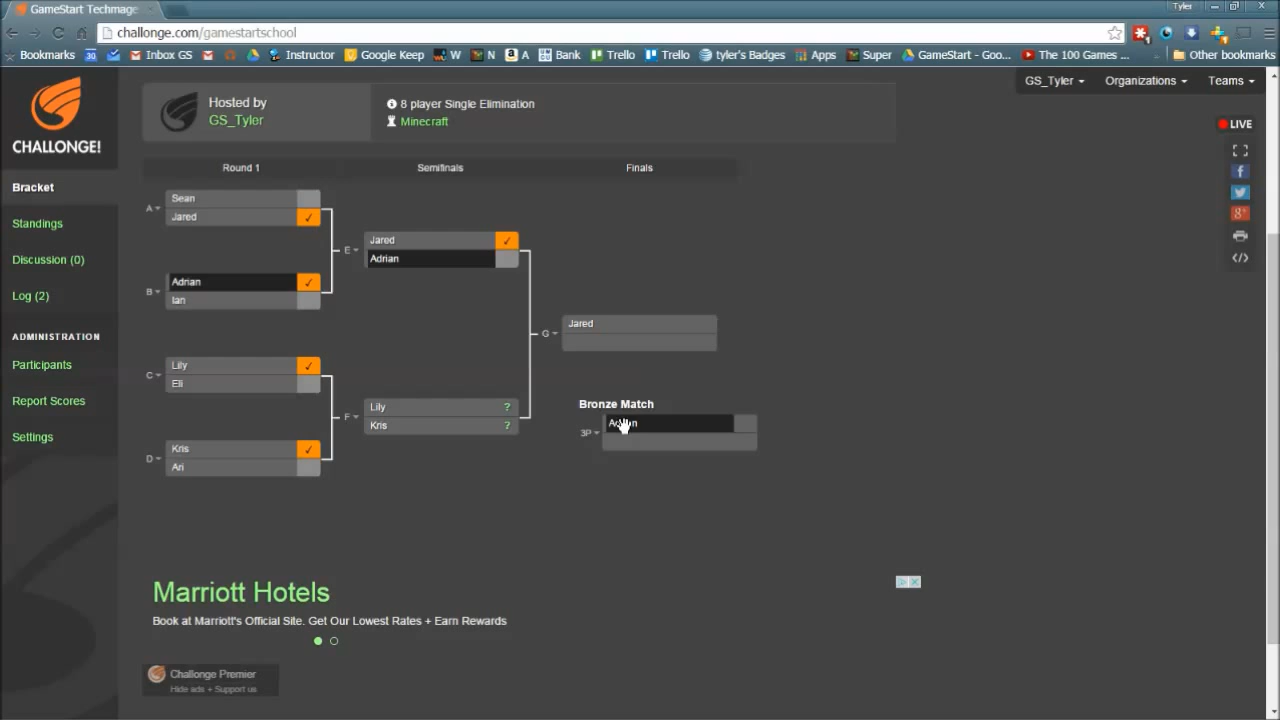 GameStart Techmage
Tyler
challonge.com/gamestartschool
Bookmarks 30 Inbox GS Instructor Google Keep W N A Bank Trello Trello tyler's Badges Apps Super GameStart - Goo... The 100 Games ... Other bookmarks
GS_Tyler Organizations Teams
CHALLONGE!
Hosted by
GS_Tyler
8 player Single Elimination
Minecraft
LIVE
Bracket
Standings
Discussion (0)
Log (2)
ADMINISTRATION
Participants
Report Scores
Settings
Round 1 Semifinals Finals
A
Sean
Jared
B
Adrian
Ian
C
Lily
Eli
D
Kris
Ari
E
Jared
Adrian
F
Lily ?
Kris ?
G
Jared
Bronze Match
3P
Marriott Hotels
Book at Marriott's Official Site. Get Our Lowest Rates + Earn Rewards
Challonge Premier
Hide ads + Support us